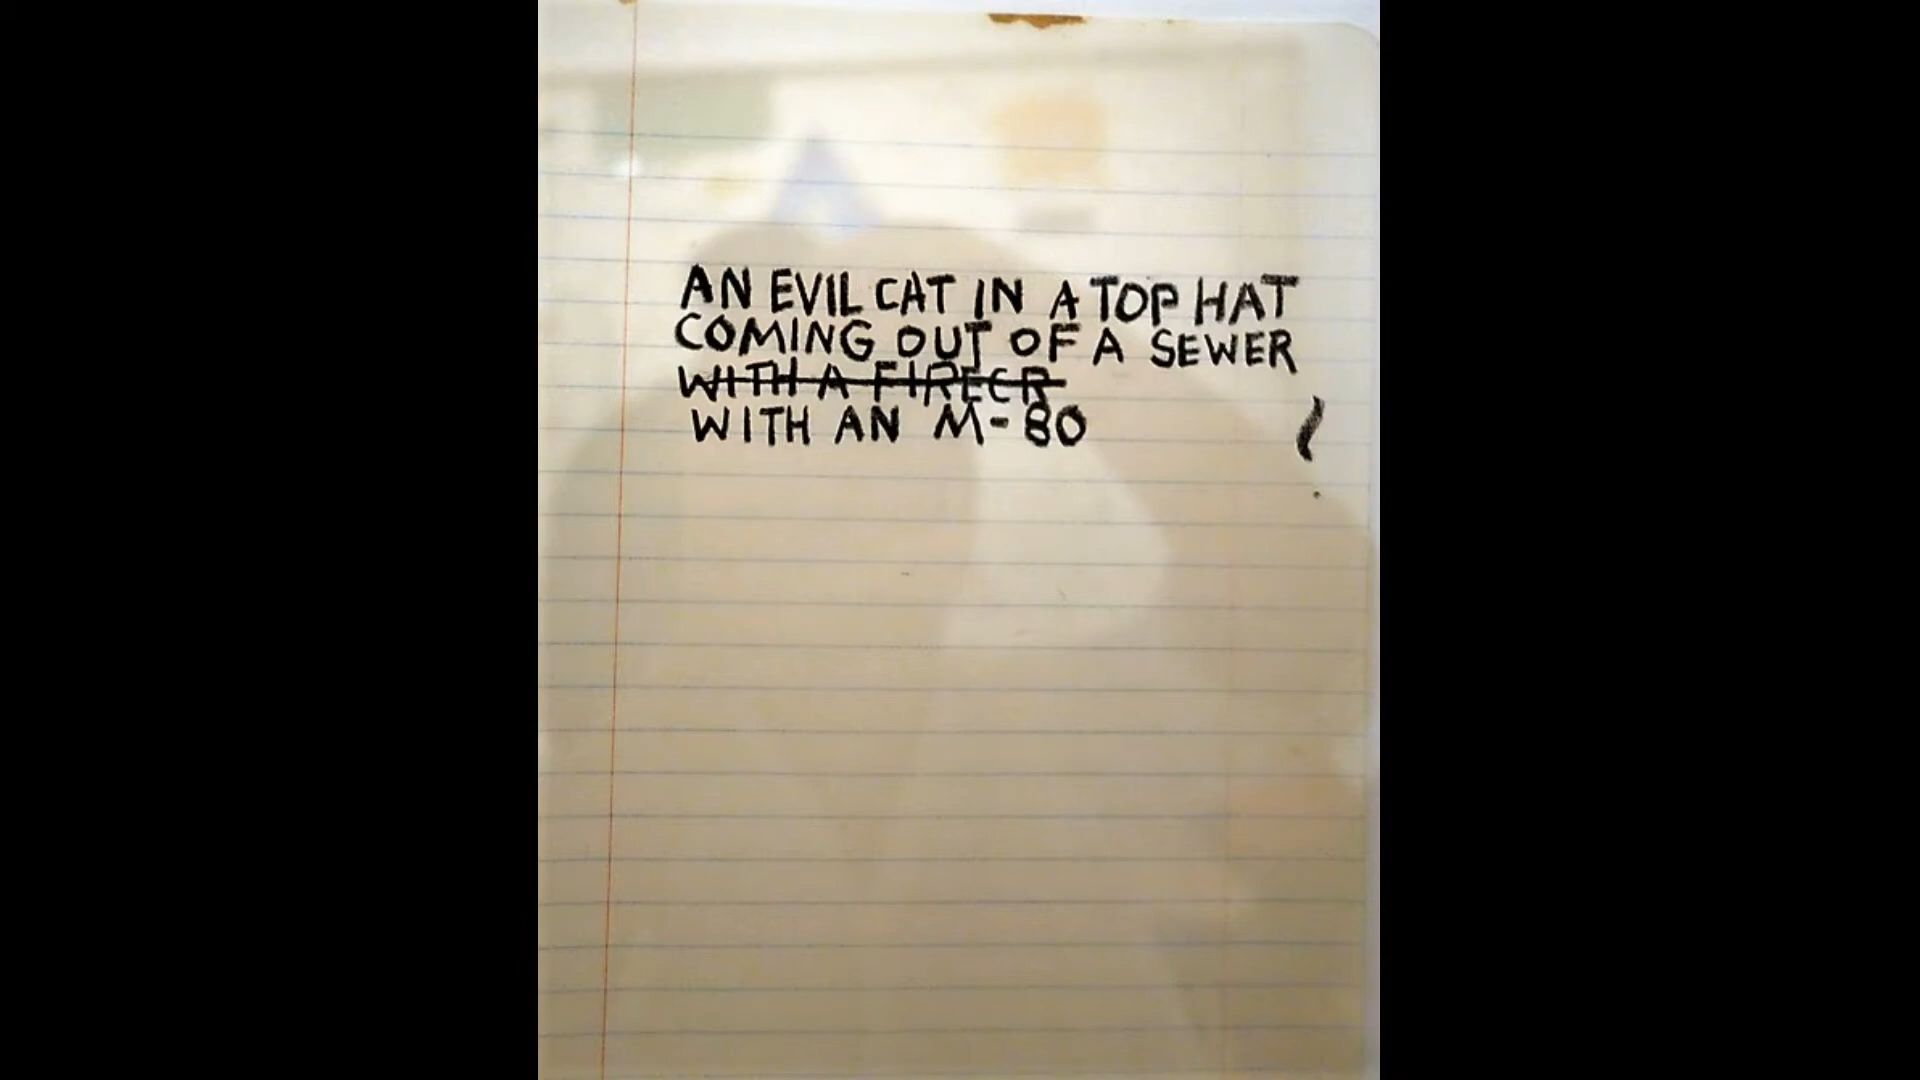 AN EVIL CAT IN A TOP HAT
COMING OUT OF A SEWER
WITH A FIRECR
WITH AN M-80